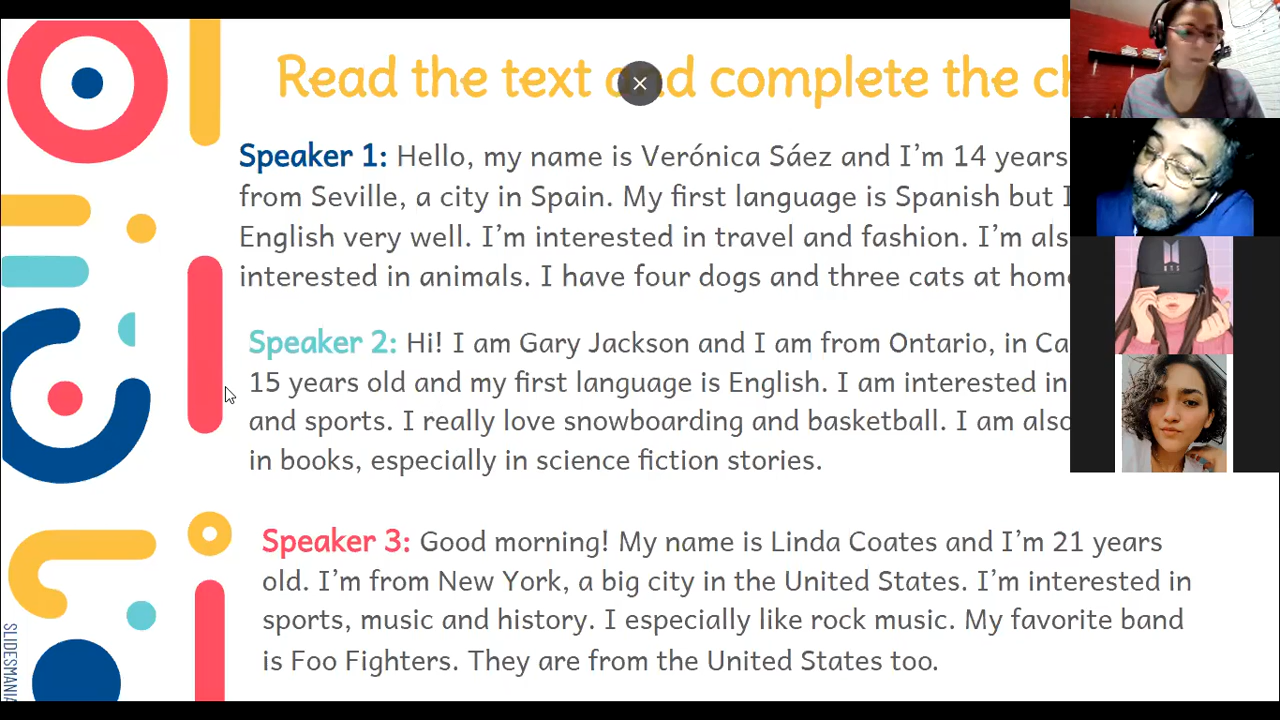 Read the text and complete the
Speaker 1: Hello, my name is Verónica Sáez and I'm 14 years
from Seville, a city in Spain. My first language is Spanish but I
English very well. I'm interested in travel and fashion. I'm
interested in animals. I have four dogs and three cats at
Speaker 2: Hi! I am Gary Jackson and I am from Ontario, in
15 years old and my first language is English. I am interested in
and sports. I really love snowboarding and basketball. I am also
in books, especially in science fiction stories.
Speaker 3: Good morning! My name is Linda Coates and I'm 21 years
old. I'm from New York, a big city in the United States. I'm interested in
sports, music and history. I especially like rock music. My favorite band
is Foo Fighters. They are from the United States too.
SLIDESMANIA
BTS